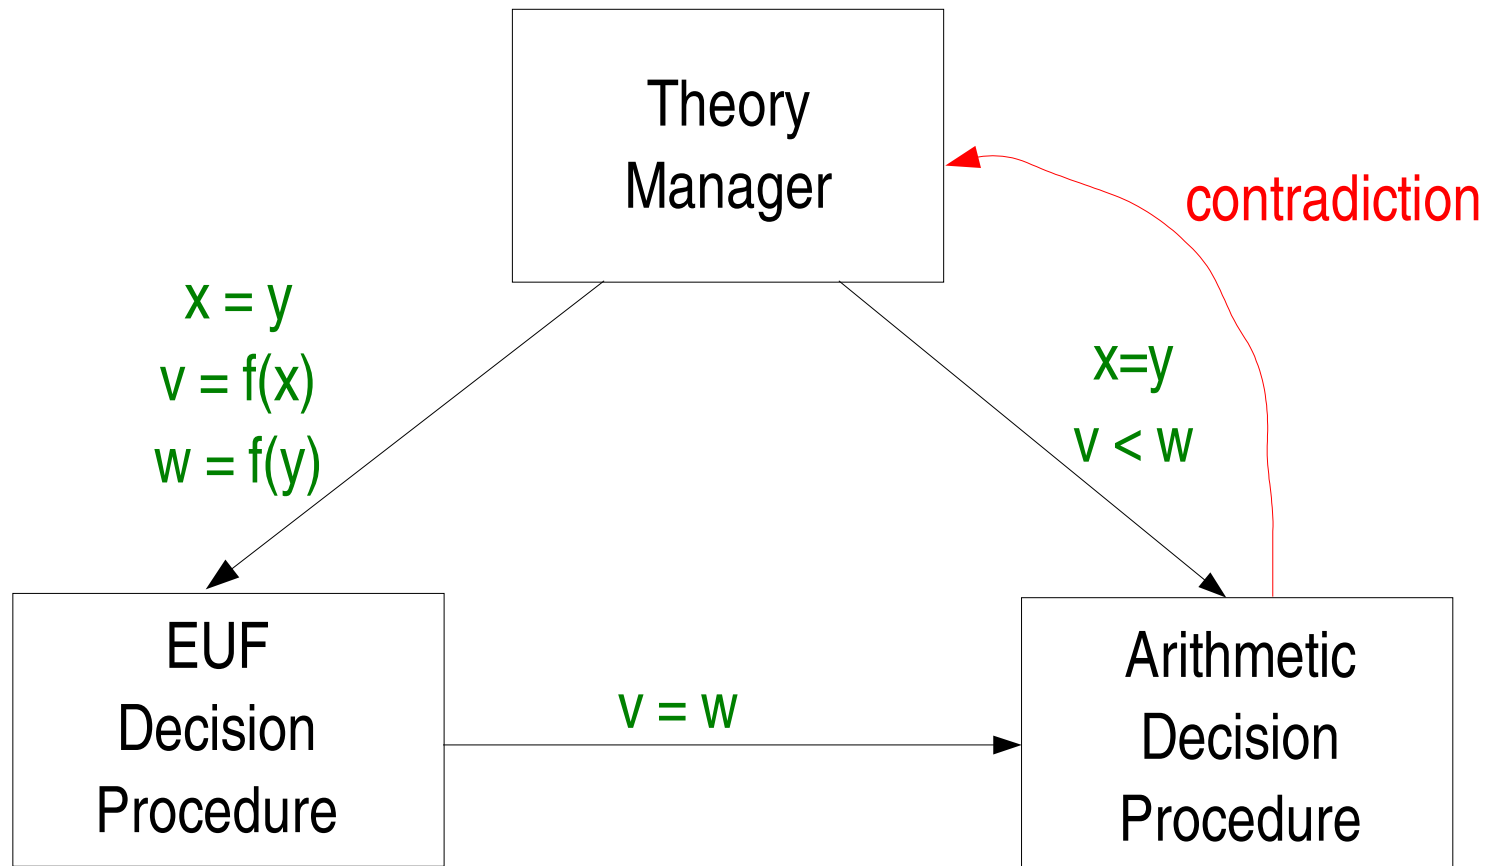 Theory
Manager
contradiction
x = y
v = f(x)
w = f(y)
x=y
v < w
EUF
Decision
Procedure
v = w
Arithmetic
Decision
Procedure